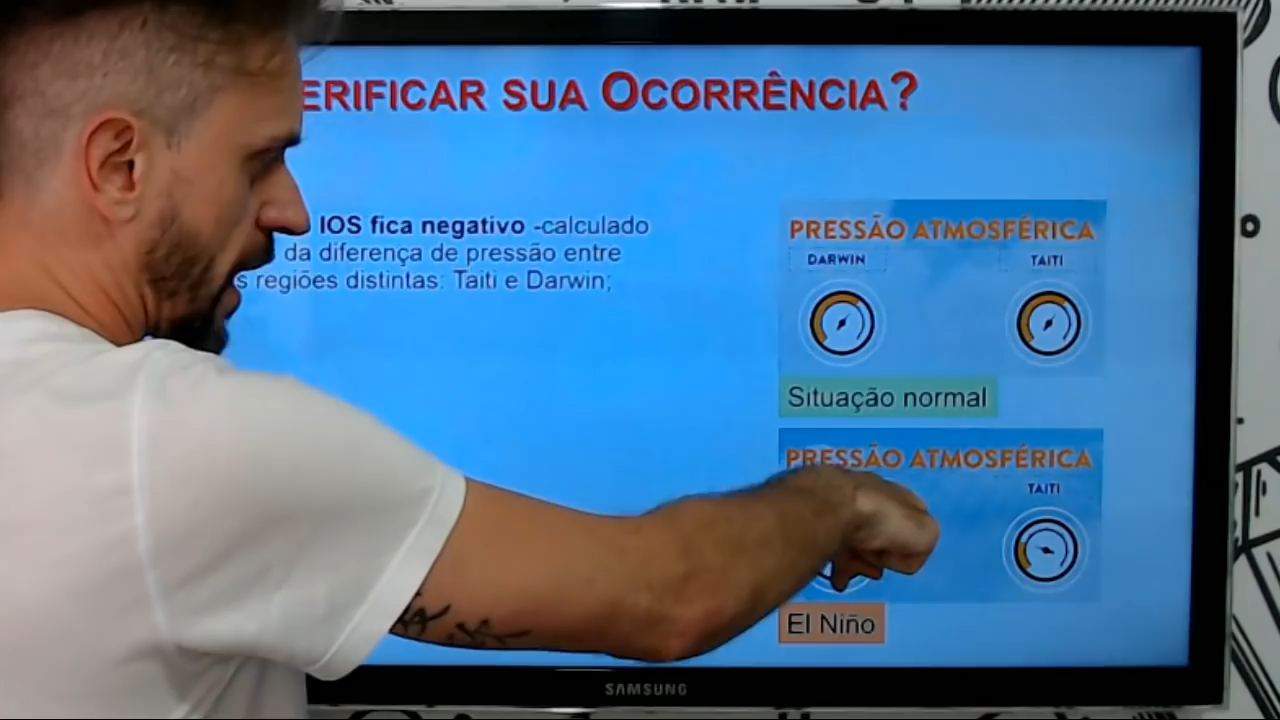 ERIFICAR SUA OCORRÊNCIA?
IOS fica negativo -calculado
da diferença de pressão entre
s regiões distintas: Taiti e Darwin;
PRESSÃO ATMOSFÉRICA
DARWIN TAITI
Situação normal
PRESSÃO ATMOSFÉRICA
TAITI
El Niño
SAMSUNG